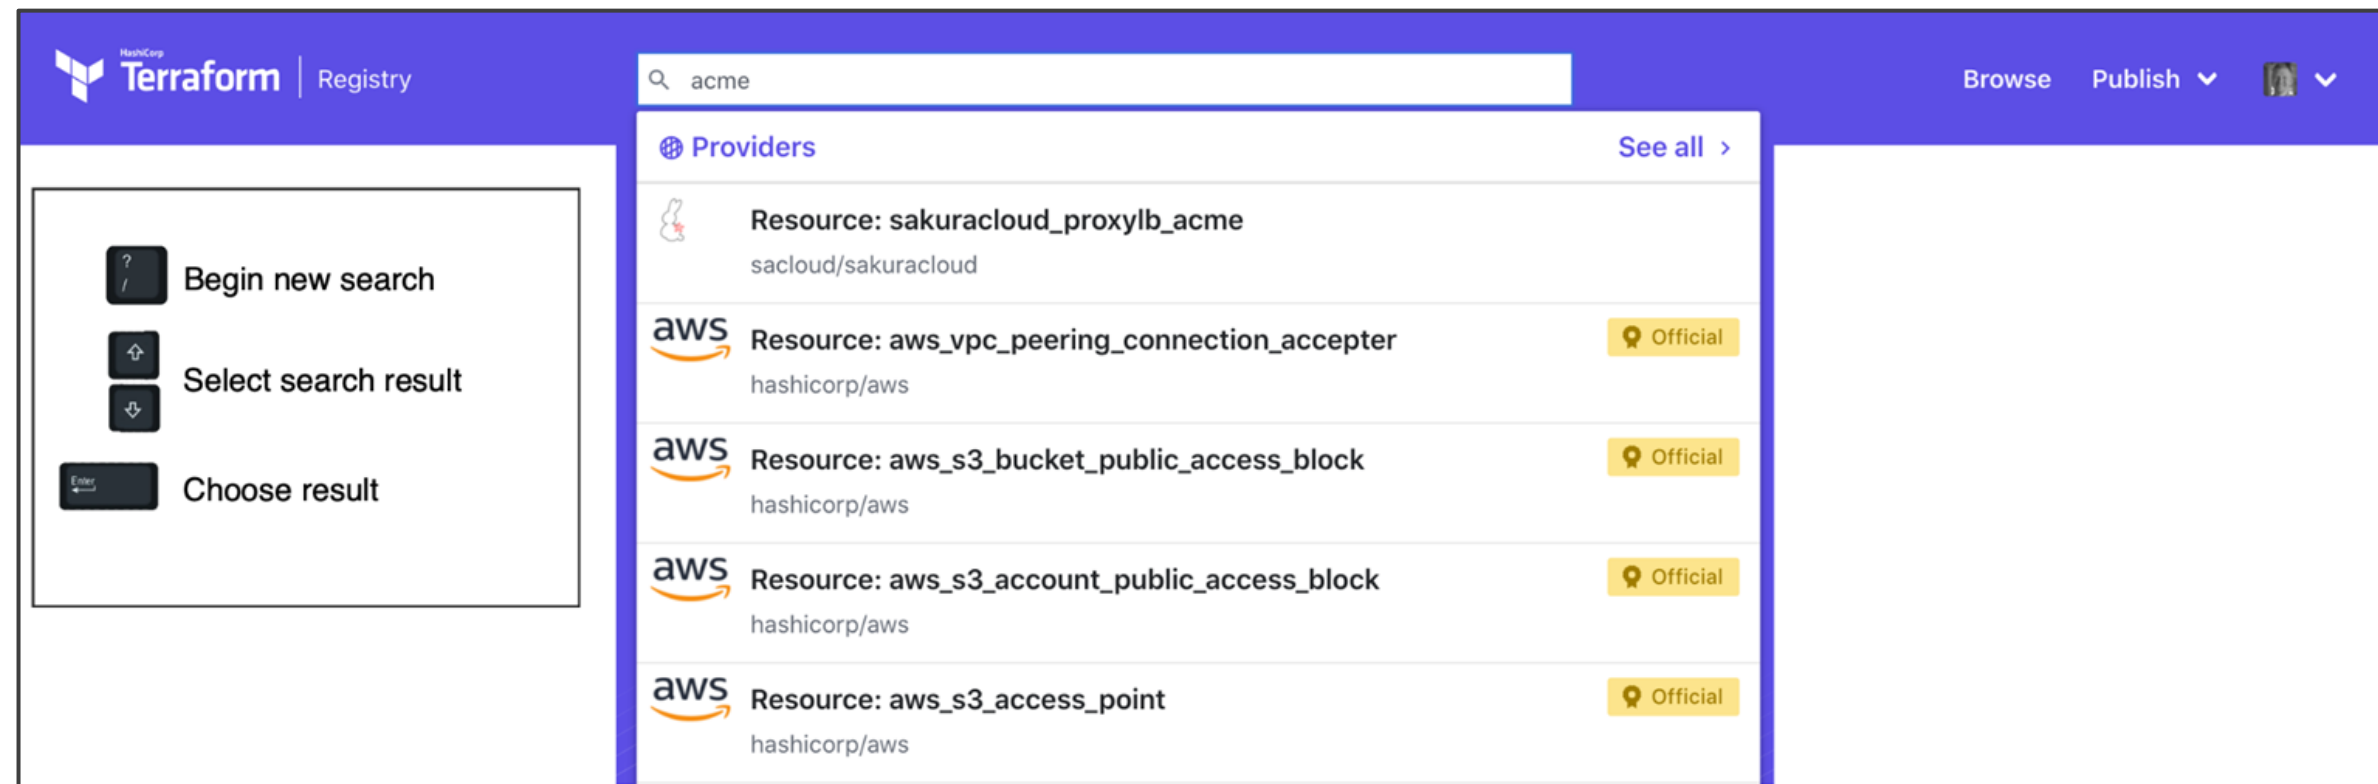 HashiCorp
Terraform | Registry
acme
Browse
Publish
Providers
See all
?
/
Begin new search
Select search result
Enter
Choose result
Resource: sakuracloud_proxylb_acme
sacloud/sakuracloud
aws
Resource: aws_vpc_peering_connection_accepter
Official
hashicorp/aws
aws
Resource: aws_s3_bucket_public_access_block
Official
hashicorp/aws
aws
Resource: aws_s3_account_public_access_block
Official
hashicorp/aws
aws
Resource: aws_s3_access_point
Official
hashicorp/aws